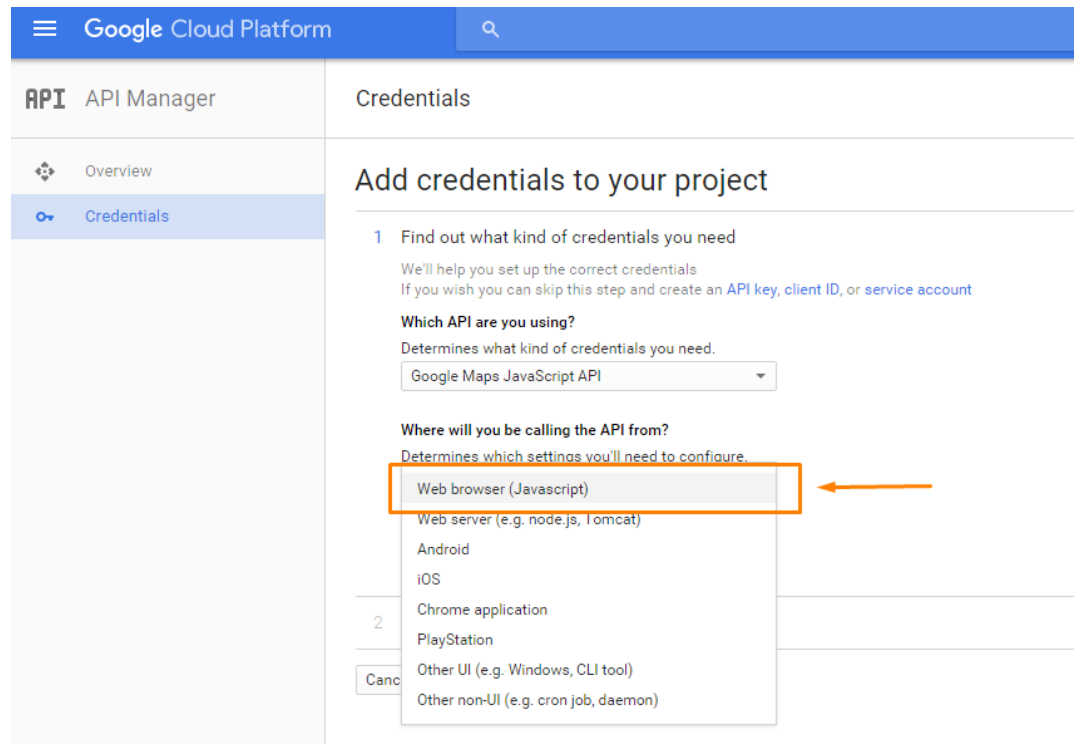 Google Cloud Platform
API API Manager
Credentials
Overview
Credentials
Add credentials to your project
1 Find out what kind of credentials you need
We'll help you set up the correct credentials
If you wish you can skip this step and create an API key, client ID, or service account
Which API are you using?
Determines what kind of credentials you need.
Google Maps JavaScript API
Where will you be calling the API from?
Determines which settings you'll need to configure.
Web browser (Javascript)
Web server (e.g. node.js, Tomcat)
Android
iOS
Chrome application
2
PlayStation
Canc
Other UI (e.g. Windows, CLI tool)
Other non-UI (e.g. cron job, daemon)